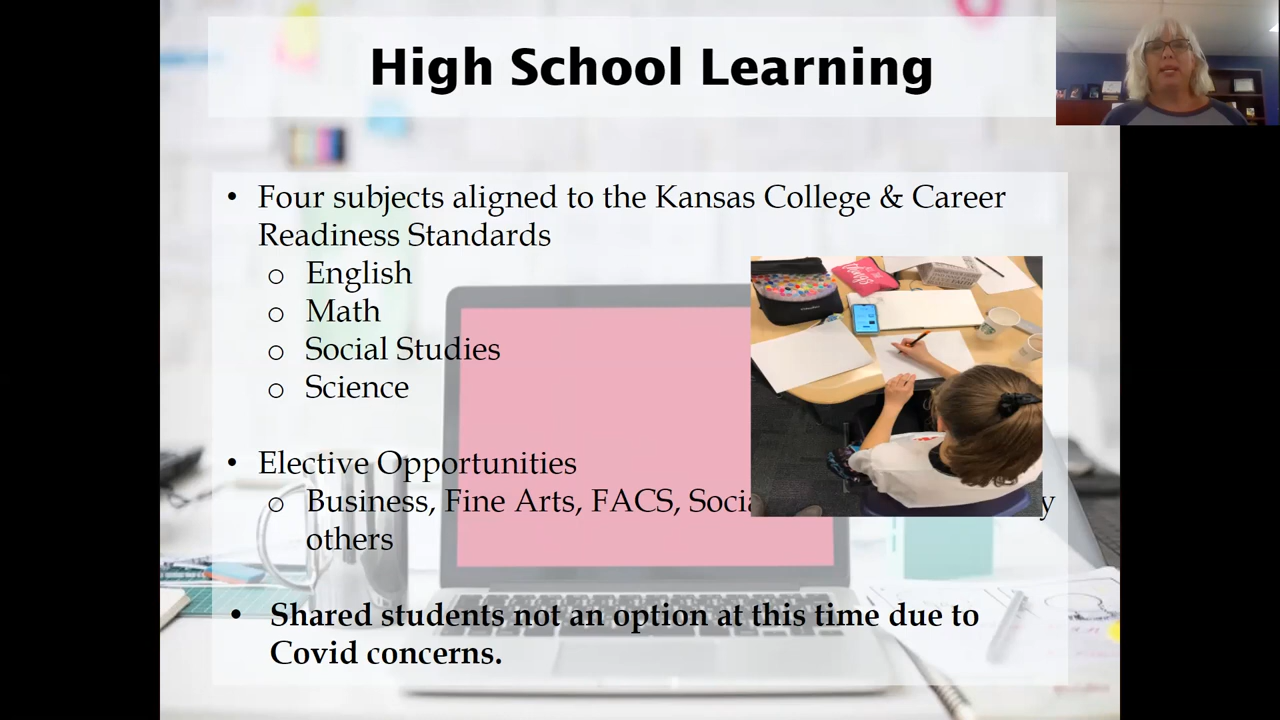 High School Learning
• Four subjects aligned to the Kansas College & Career
Readiness Standards
o English
o Math
o Social Studies
o Science
• Elective Opportunities
o Business, Fine Arts, FACS,
others
• Shared students not an option at this time due to
Covid concerns.